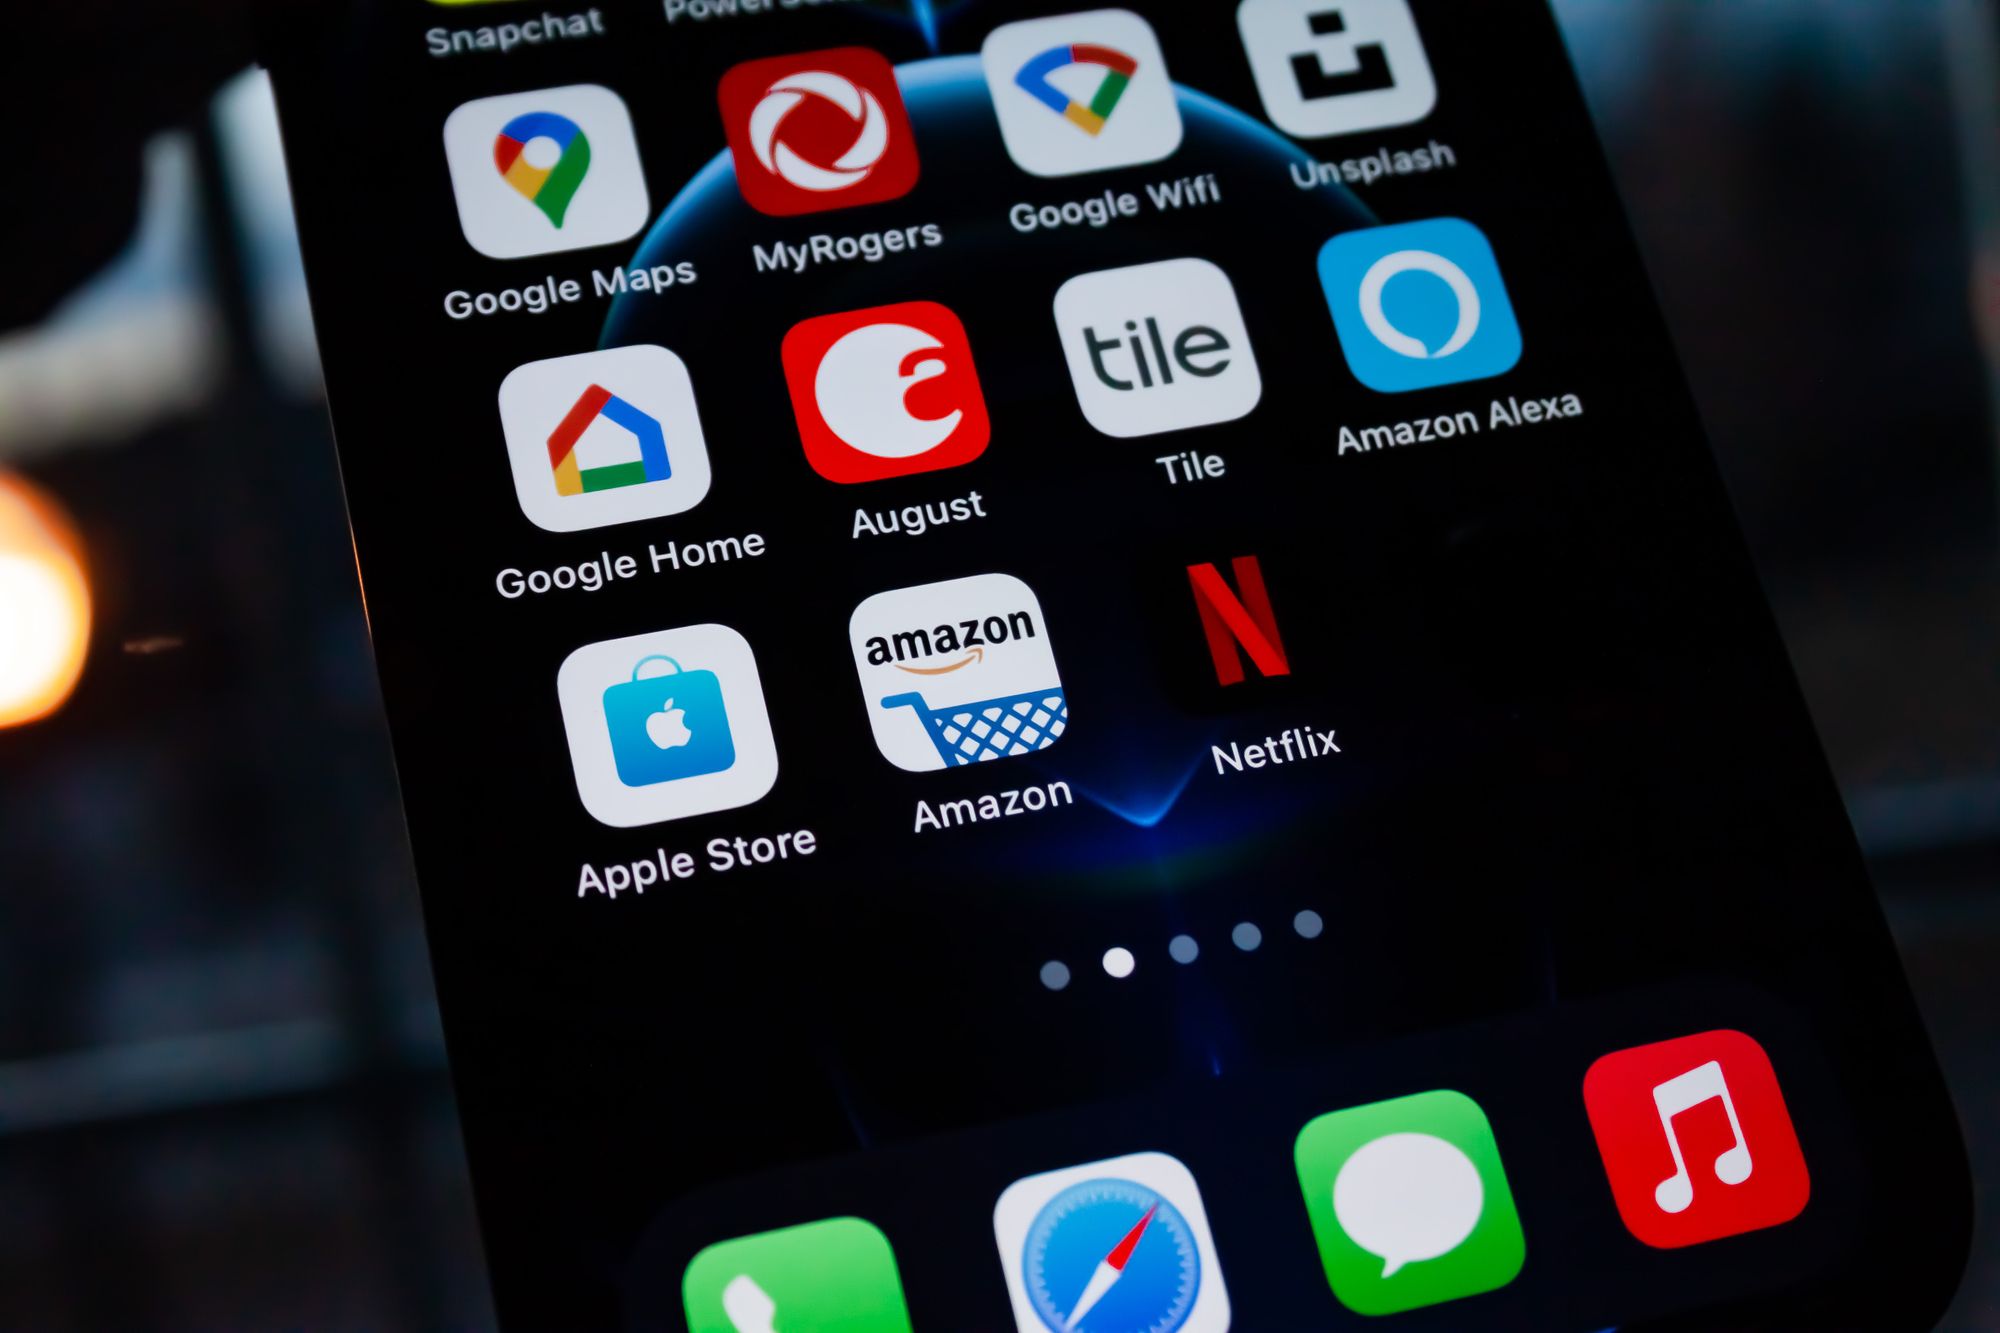 Snapchat
Google Maps
MyRogers
Google Wifi
Unsplash
tile
Google Home
August
Tile
Amazon Alexa
amazon
Apple Store
Amazon
Netflix